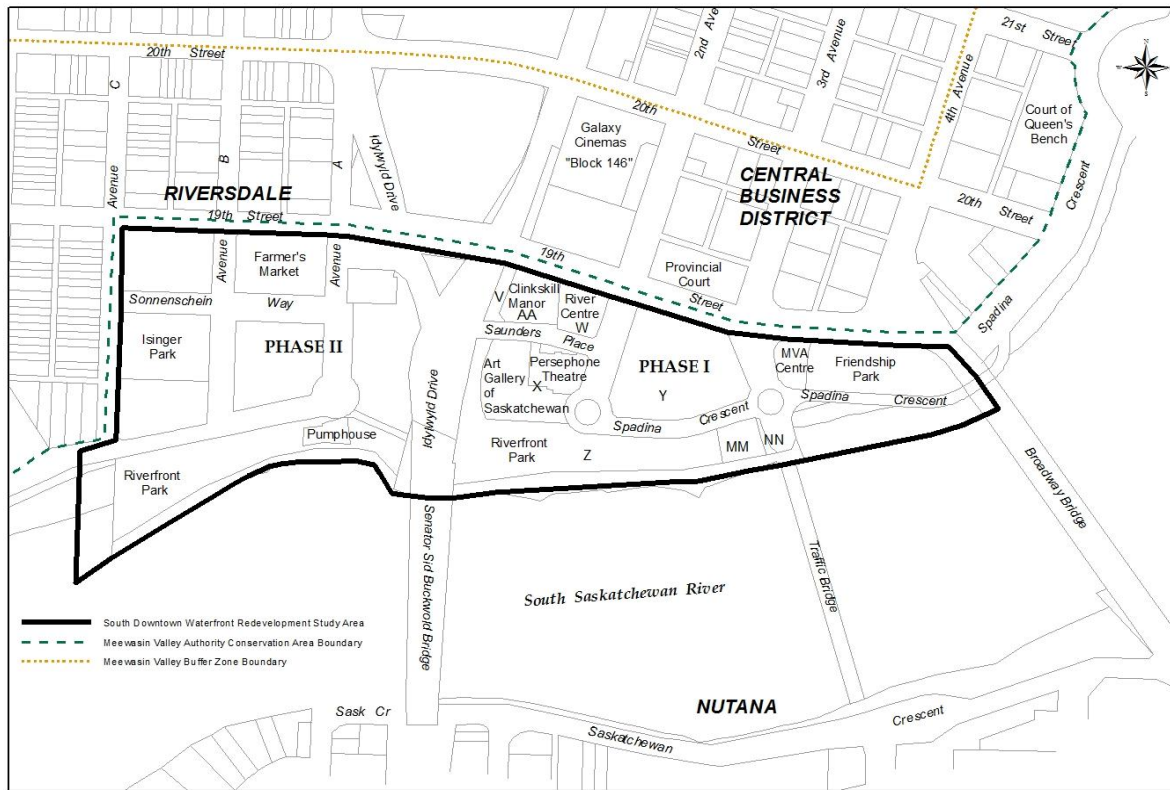 21st Street
2nd Avenue
3rd Avenue
4th Avenue
20th Street
Court of
Queen's
Bench
Crescent
Galaxy
Cinemas
"Block 146"
20th
Street
Avenue C
B
A
Idylwyld Drive
RIVERSDALE
CENTRAL
BUSINESS
DISTRICT
19th Street
20th Street
Farmer's
Market
Avenue
Avenue
19th
Street
Provincial
Court
Spadina
Sonnenschein Way
V
Clinkskill
Manor
AA
River
Centre
W
Saunders
Place
Isinger
Park
PHASE II
Idylwyld Drive
Art
Gallery
of
Saskatchewan
Persephone
Theatre
X
PHASE I
Y
MVA
Centre
Friendship
Park
Spadina Crescent
Spadina Crescent
Pumphouse
Riverfront
Park
Z
MM
NN
Riverfront
Park
Broadway Bridge
Senator Sid Buckwold Bridge
Traffic Bridge
South Saskatchewan River
South Downtown Waterfront Redevelopment Study Area
Meewasin Valley Authority Conservation Area Boundary
Meewasin Valley Buffer Zone Boundary
NUTANA
Sask Cr
Saskatchewan
Crescent